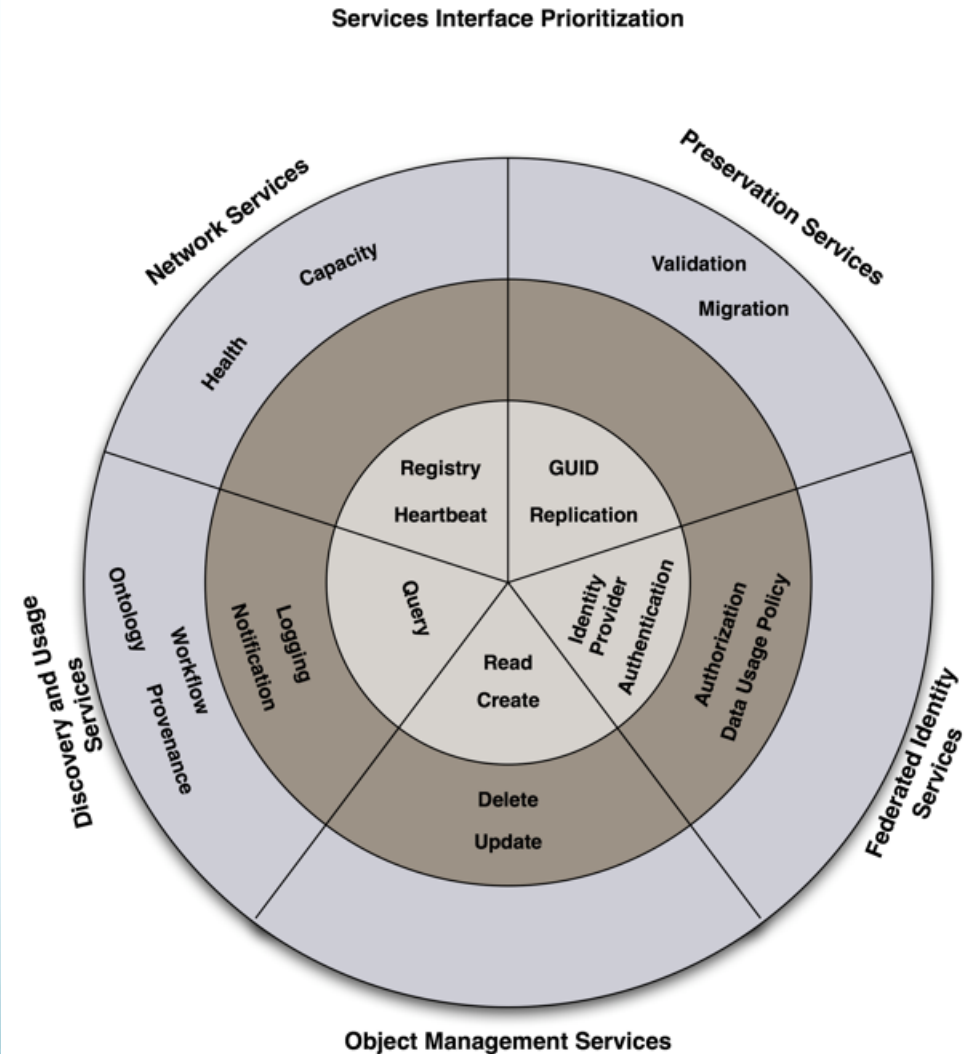 Services Interface Prioritization
Network Services
Preservation Services
Capacity
Health
Validation
Migration
Registry
Heartbeat
GUID
Replication
Query
Identity
Provider
Authentication
Read
Create
Logging
Notification
Authorization
Data Usage Policy
Delete
Update
Ontology
Workflow
Provenance
Discovery and Usage
Services
Federated Identity
Services
Object Management Services